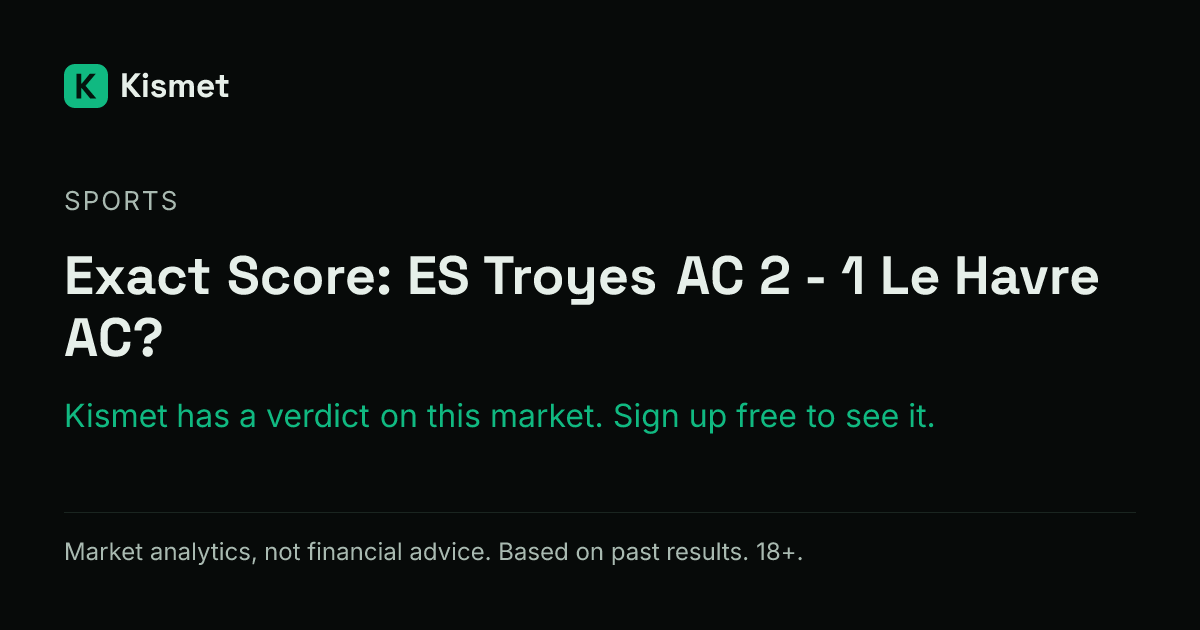 K Kismet
SPORTS
Exact Score: ES Troyes AC 2 - 1 Le Havre
AC?
Kismet has a verdict on this market. Sign up free to see it.
Market analytics, not financial advice. Based on past results. 18+.